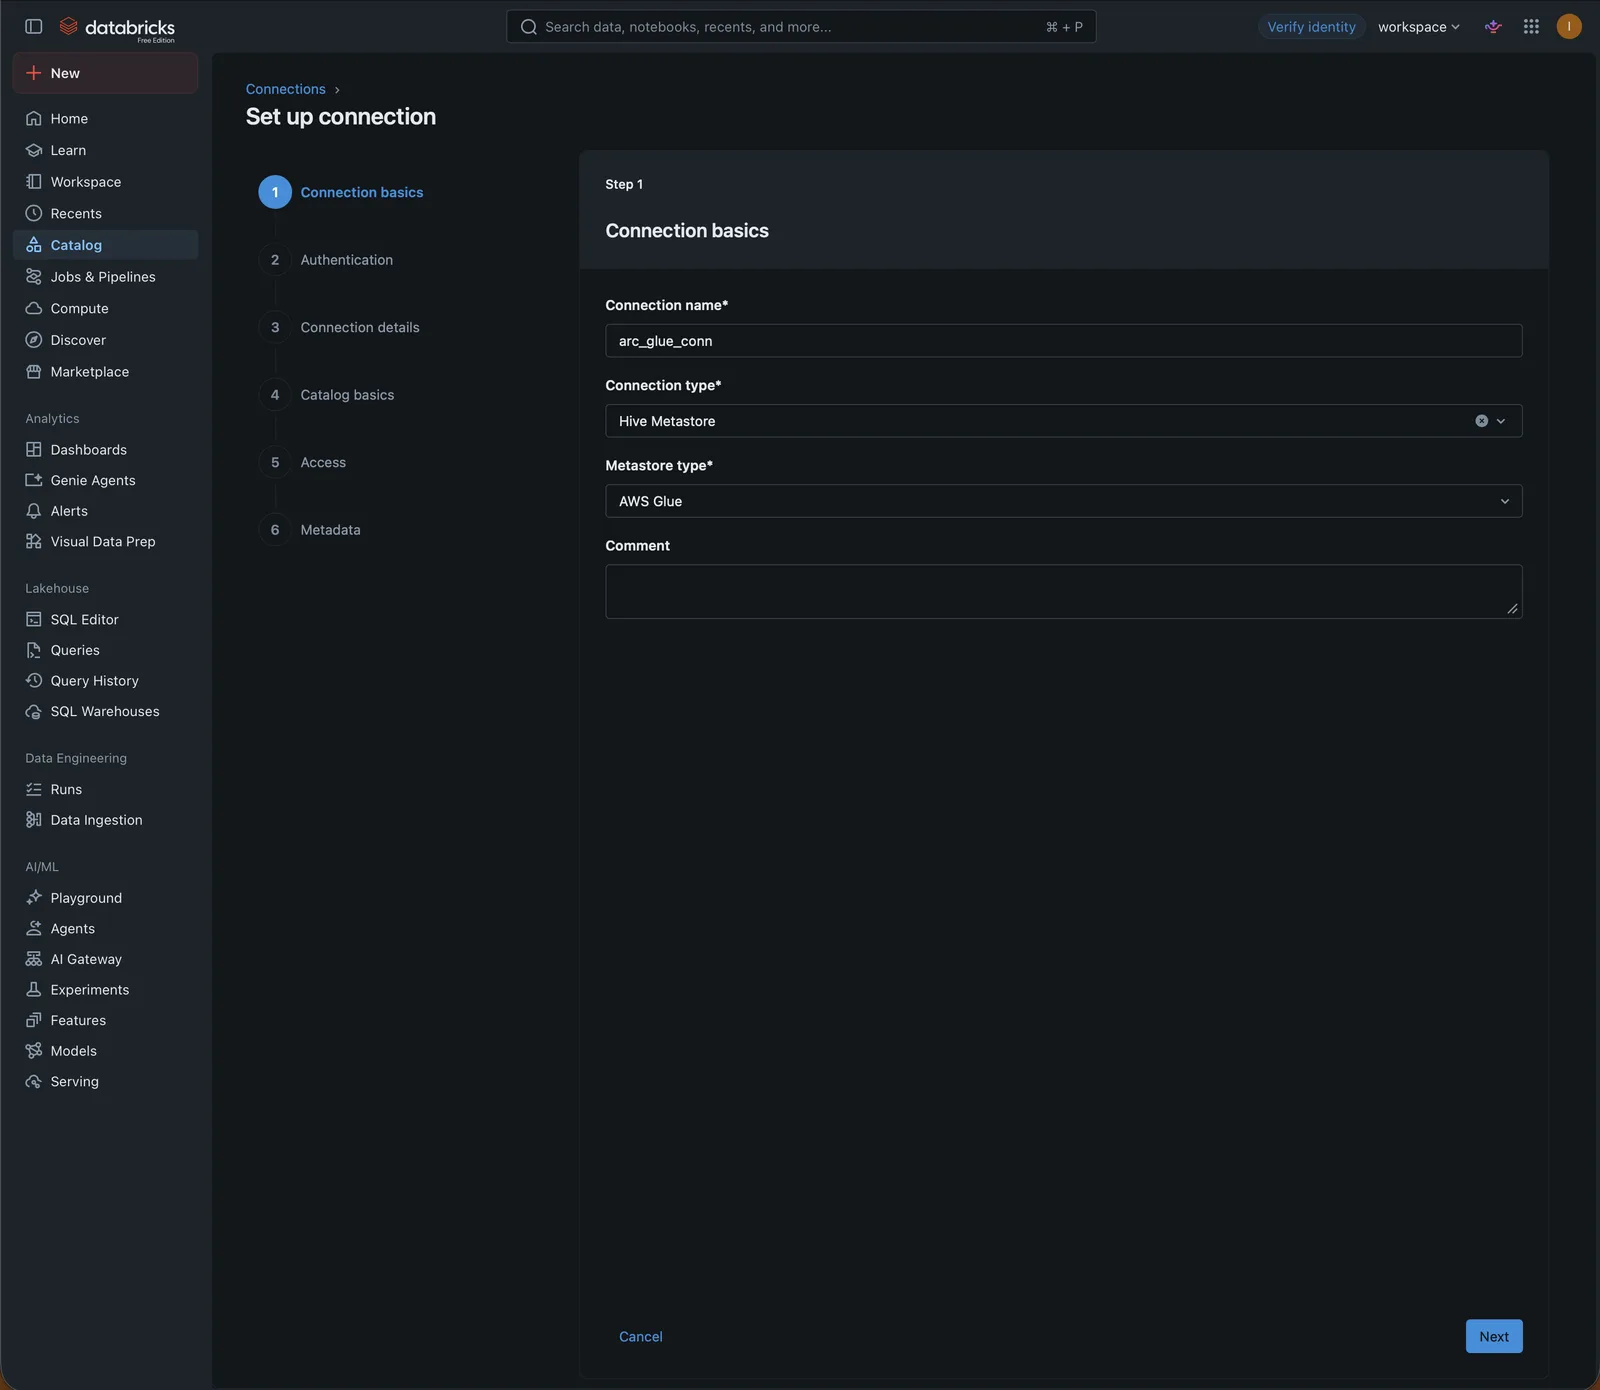 databricks
Free Edition
Search data, notebooks, recents, and more...
⌘ + P
Verify identity
workspace
I
New
Home
Learn
Workspace
Recents
Catalog
Jobs & Pipelines
Compute
Discover
Marketplace
Analytics
Dashboards
Genie Agents
Alerts
Visual Data Prep
Lakehouse
SQL Editor
Queries
Query History
SQL Warehouses
Data Engineering
Runs
Data Ingestion
AI/ML
Playground
Agents
AI Gateway
Experiments
Features
Models
Serving
Connections ›
Set up connection
1 Connection basics
2 Authentication
3 Connection details
4 Catalog basics
5 Access
6 Metadata
Step 1
Connection basics
Connection name*
arc_glue_conn
Connection type*
Hive Metastore
Metastore type*
AWS Glue
Comment
Cancel
Next